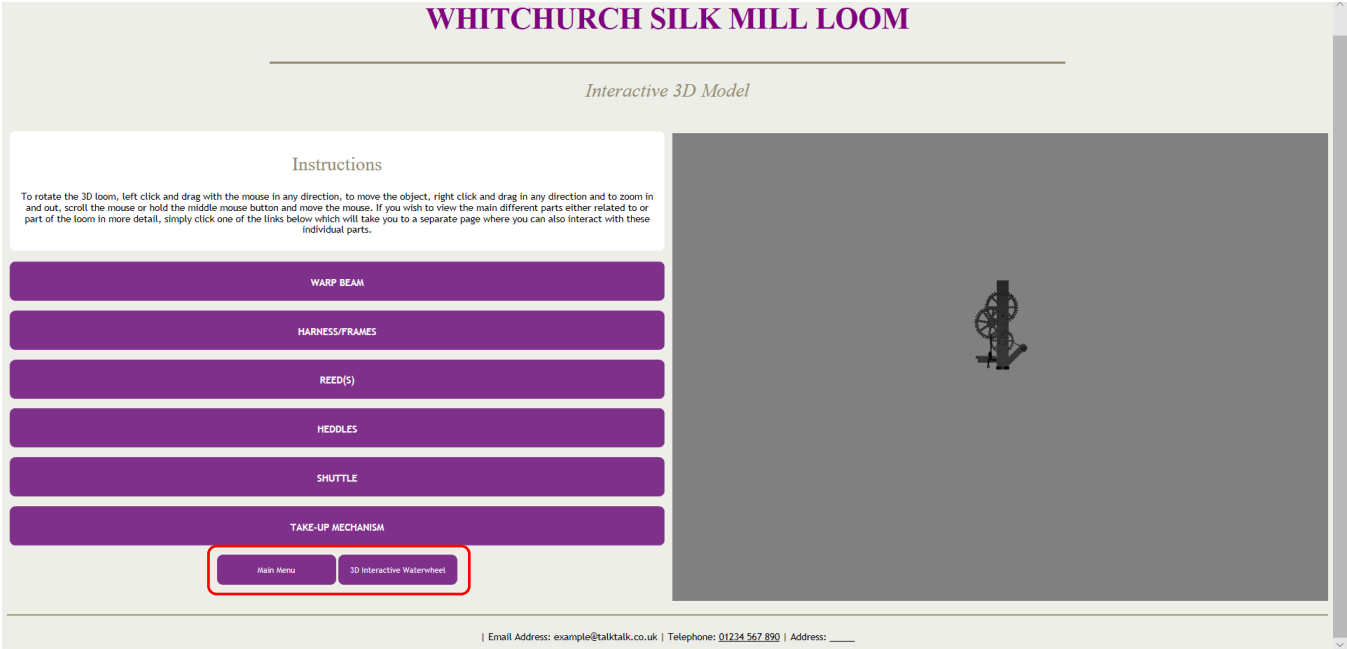 WHITCHURCH SILK MILL LOOM
Interactive 3D Model
Instructions
To rotate the 3D loom, left click and drag with the mouse in any direction, to move the object, right click and drag in any direction and to zoom in
and out, scroll the mouse or hold the middle mouse button and move the mouse. If you wish to view the main different parts either related to or
part of the loom in more detail, simply click one of the links below which will take you to a separate page where you can also interact with these
individual parts.
WARP BEAM
HARNESS/FRAMES
REED(S)
HEDDLES
SHUTTLE
TAKE-UP MECHANISM
Main Menu
3D Interactive Waterwheel
| Email Address: example@talktalk.co.uk | Telephone: 01234 567 890 | Address: _____